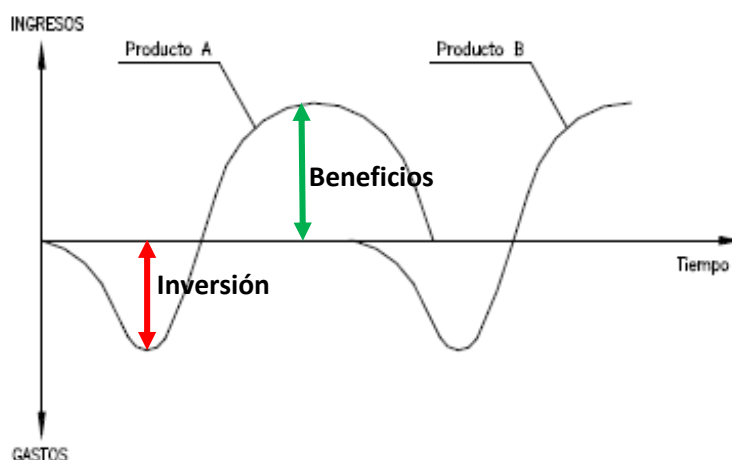 INGRESOS
Producto A
Producto B
Beneficios
Tiempo
Inversión
GASTOS